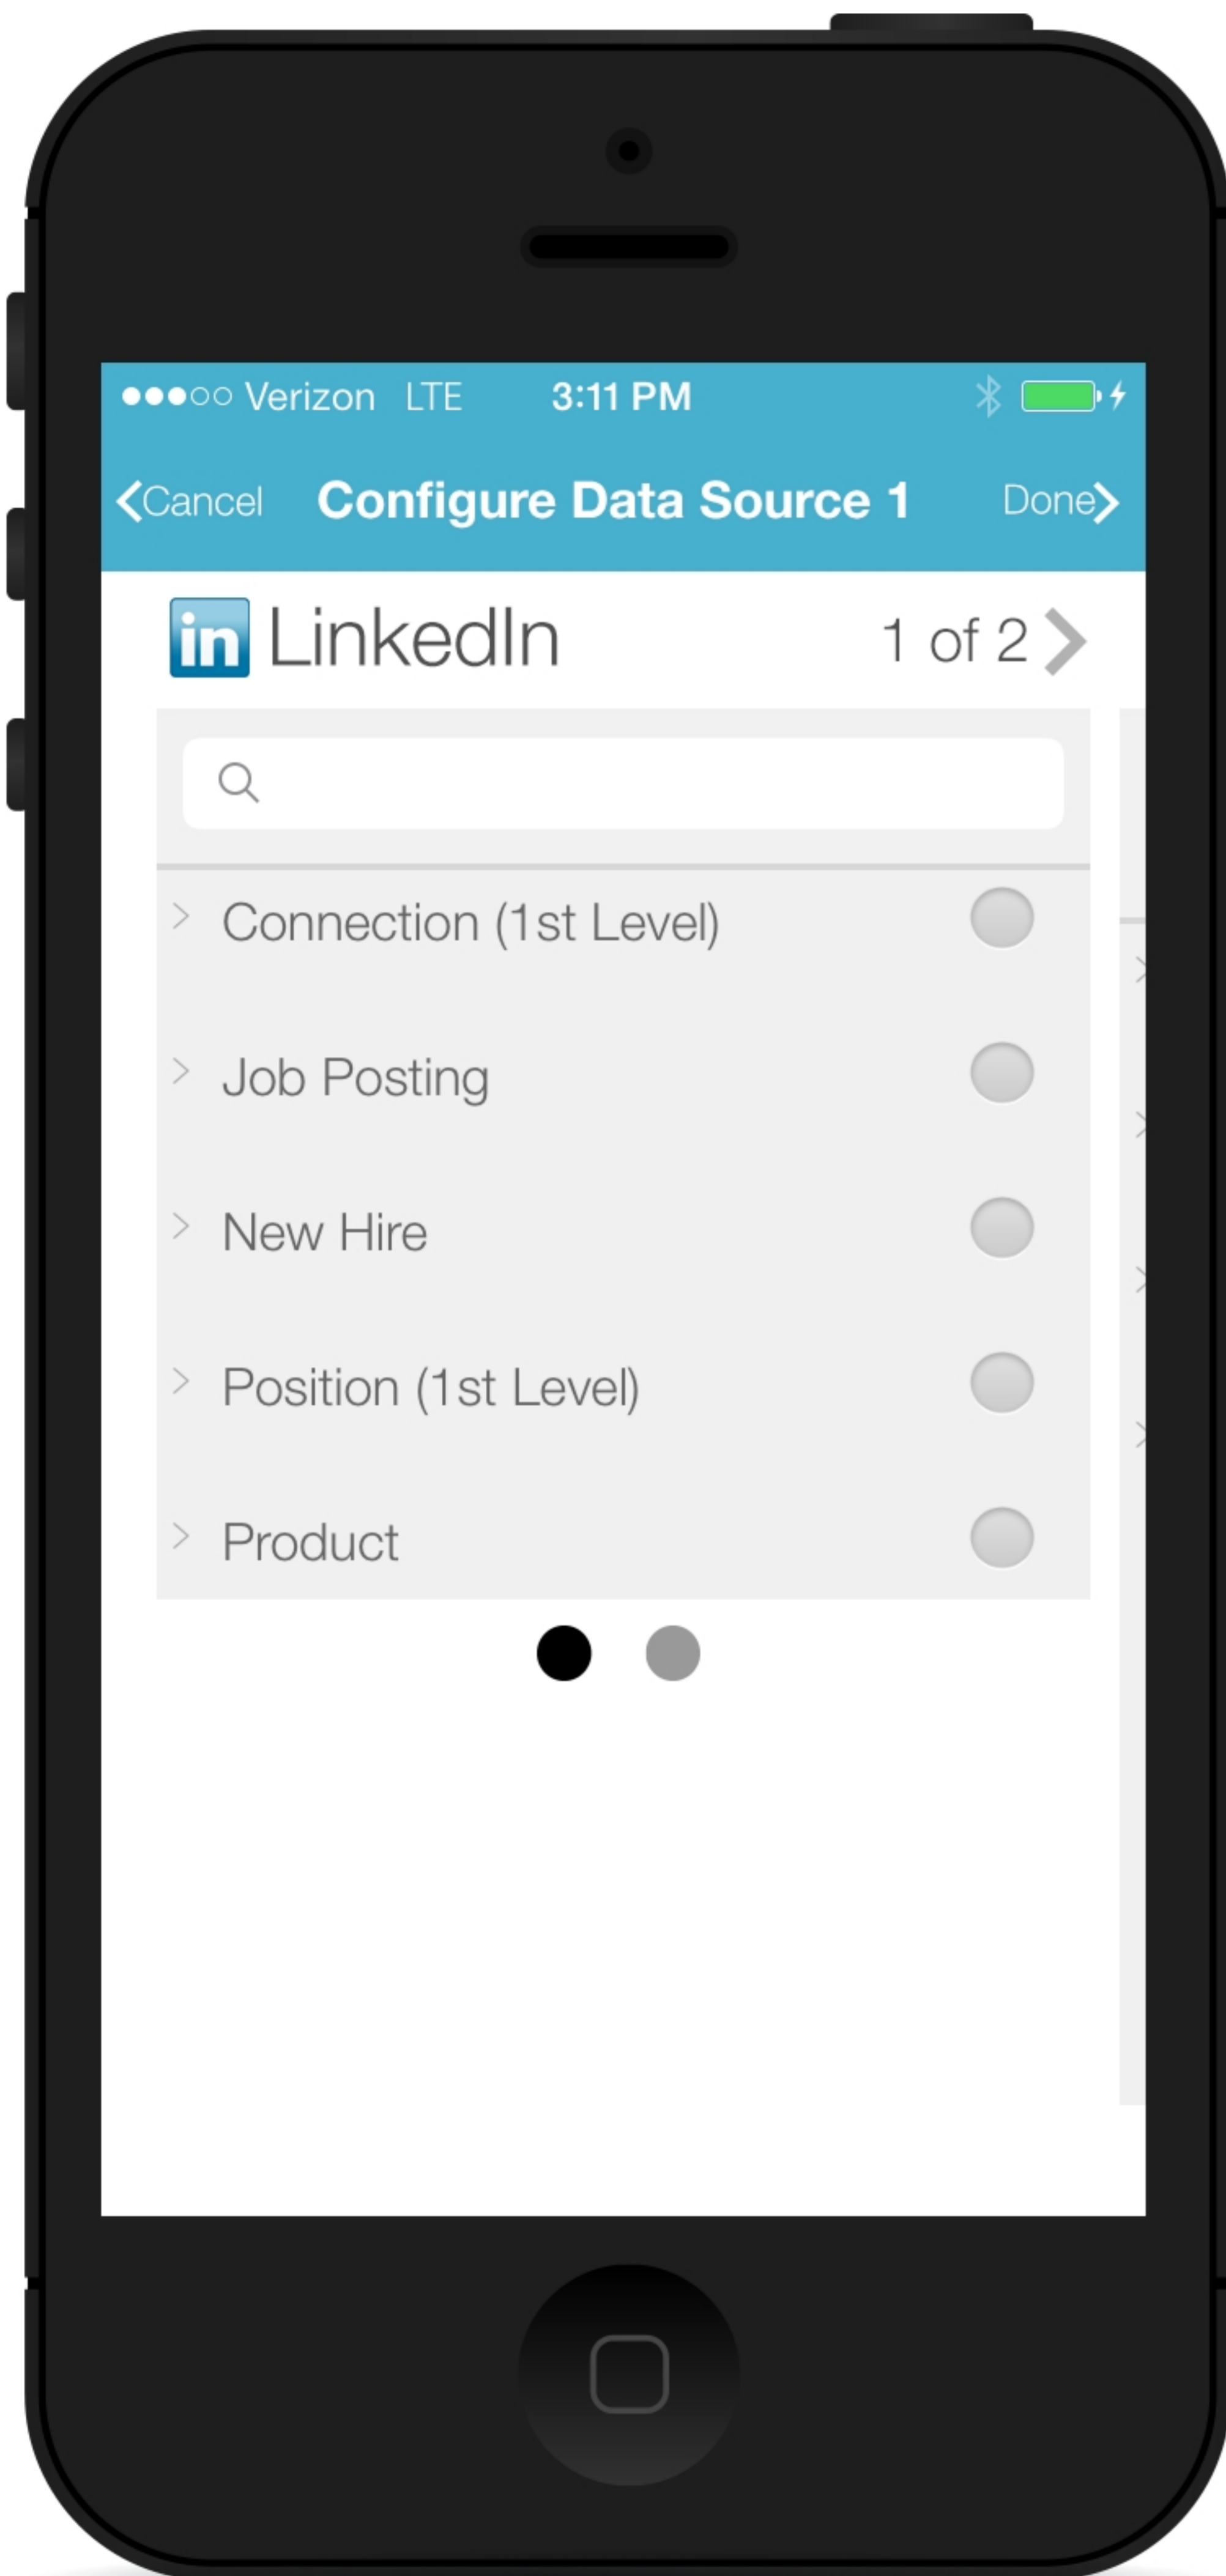 Verizon LTE 3:11 PM
Cancel Configure Data Source 1 Done
in LinkedIn 1 of 2
Connection (1st Level)
Job Posting
New Hire
Position (1st Level)
Product